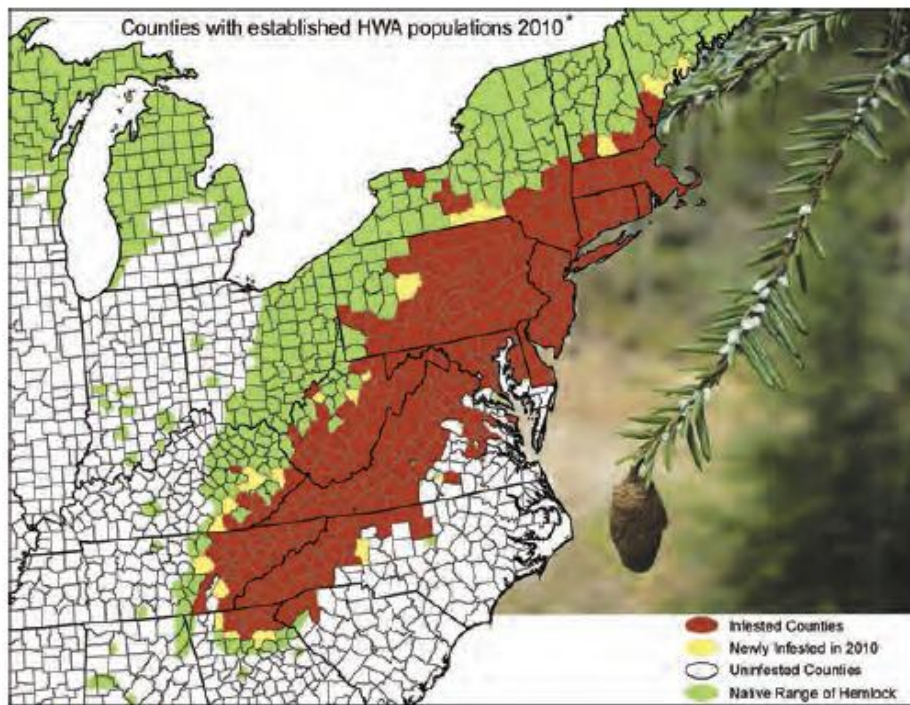 Counties with established HWA populations 2010*
Infested Counties
Newly Infested in 2010
Uninfested Counties
Native Range of Hemlock